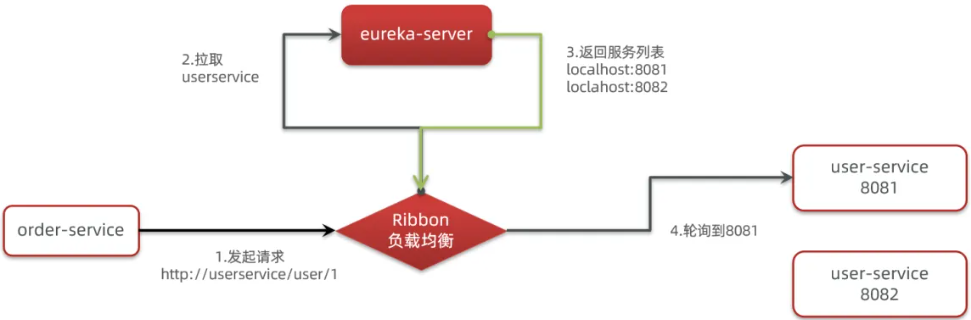 eureka-server
2.拉取
userservice
3.返回服务列表
localhost:8081
loclahost:8082
user-service
8081
order-service
Ribbon
负载均衡
1.发起请求
http://userservice/user/1
4.轮询到8081
user-service
8082